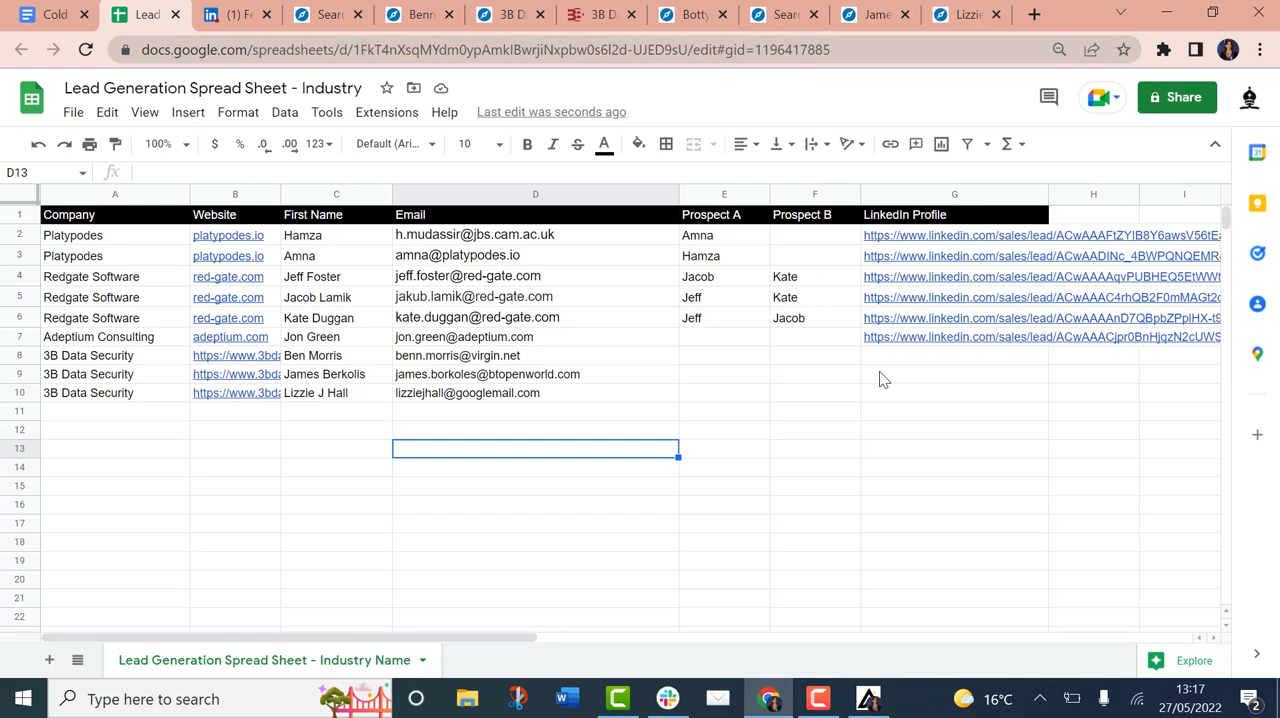 Cold
Lead
(1) Fe
Searc
Benn
3B Da
3B D
Botty
Searc
Jame
Lizzie
docs.google.com/spreadsheets/d/1FkT4nXsqMYdm0ypAmkIBwrjiNxpbw0s6l2d-UJED9sU/edit#gid=1196417885
Lead Generation Spread Sheet - Industry
File Edit View Insert Format Data Tools Extensions Help Last edit was seconds ago
Share
100% $ % .0 .00 123 Default (Ari... 10 B I S A
D13 fx
A B C D E F G H I
1 Company Website First Name Email Prospect A Prospect B LinkedIn Profile
2 Platypodes platypodes.io Hamza h.mudassir@jbs.cam.ac.uk Amna https://www.linkedin.com/sales/lead/ACwAAAFtZYIB8Y6awsV56tEa
3 Platypodes platypodes.io Amna amna@platypodes.io Hamza https://www.linkedin.com/sales/lead/ACwAADINc_4BWPQNQEMR
4 Redgate Software red-gate.com Jeff Foster jeff.foster@red-gate.com Jacob Kate https://www.linkedin.com/sales/lead/ACwAAAAqvPUBHEQ5EtWWt
5 Redgate Software red-gate.com Jacob Lamik jakub.lamik@red-gate.com Jeff Kate https://www.linkedin.com/sales/lead/ACwAAAC4rhQB2F0mMAGt2c
6 Redgate Software red-gate.com Kate Duggan kate.duggan@red-gate.com Jeff Jacob https://www.linkedin.com/sales/lead/ACwAAAAnD7QBpbZPplHX-t9
7 Adeptium Consulting adeptium.com Jon Green jon.green@adeptium.com https://www.linkedin.com/sales/lead/ACwAAACjpr0BnHjqzN2cUWS
8 3B Data Security https://www.3bda Ben Morris benn.morris@virgin.net
9 3B Data Security https://www.3bda James Berkolis james.borkoles@btopenworld.com
10 3B Data Security https://www.3bda Lizzie J Hall lizziejhall@googlemail.com
11
12
13
14
15
16
17
18
19
20
21
22
Lead Generation Spread Sheet - Industry Name
Explore
Type here to search
16°C
13:17
27/05/2022
2